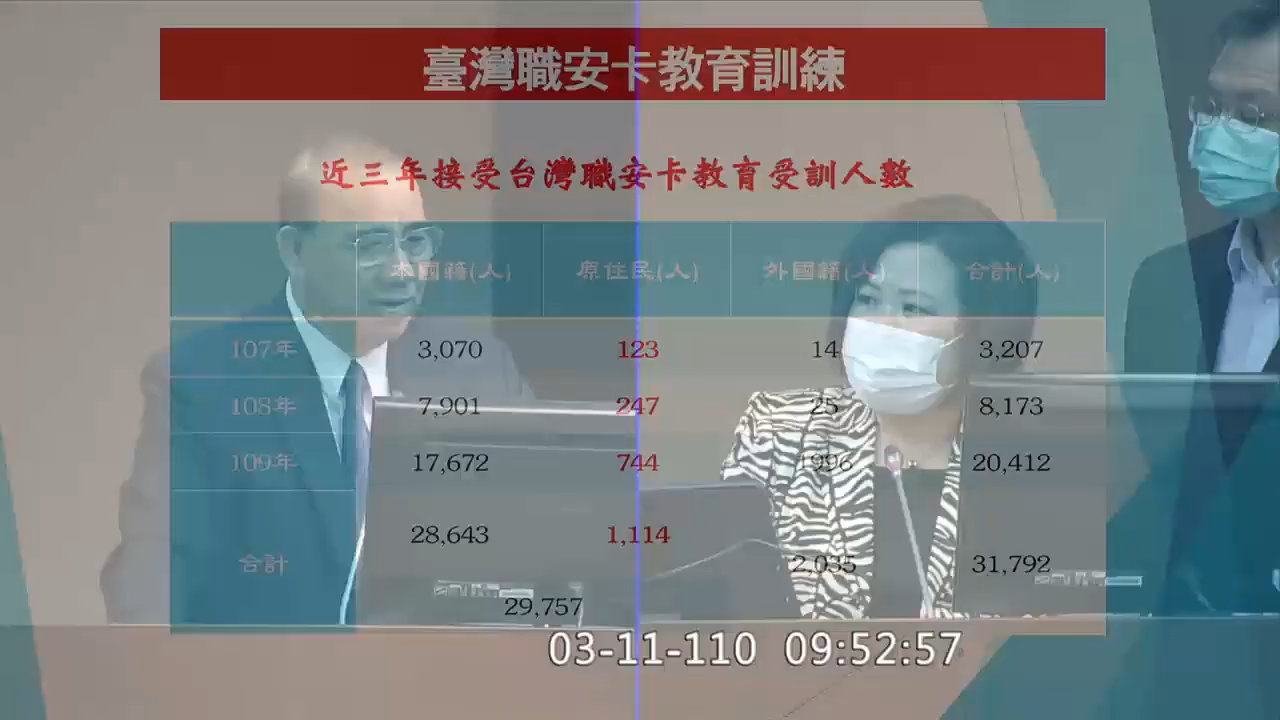 臺灣職安卡教育訓練
近三年接受台灣職安卡教育受訓人數
本國籍(人) 原住民(人) 外國籍(人) 合計(人)
107年 3,070 123 14 3,207
108年 7,901 247 25 8,173
109年 17,672 744 1996 20,412
28,643 1,114
合計 2,035 31,792
29,757
03-11-110 09:52:57